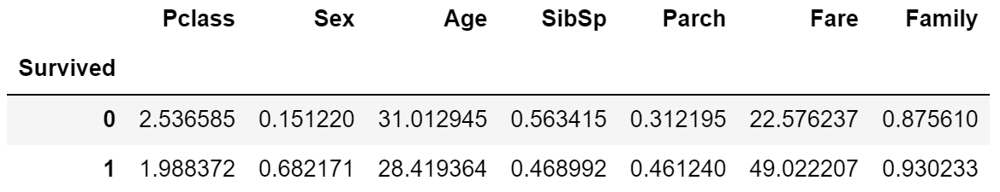 Pclass Sex Age SibSp Parch Fare Family
Survived
0 2.536585 0.151220 31.012945 0.563415 0.312195 22.576237 0.875610
1 1.988372 0.682171 28.419364 0.468992 0.461240 49.022207 0.930233